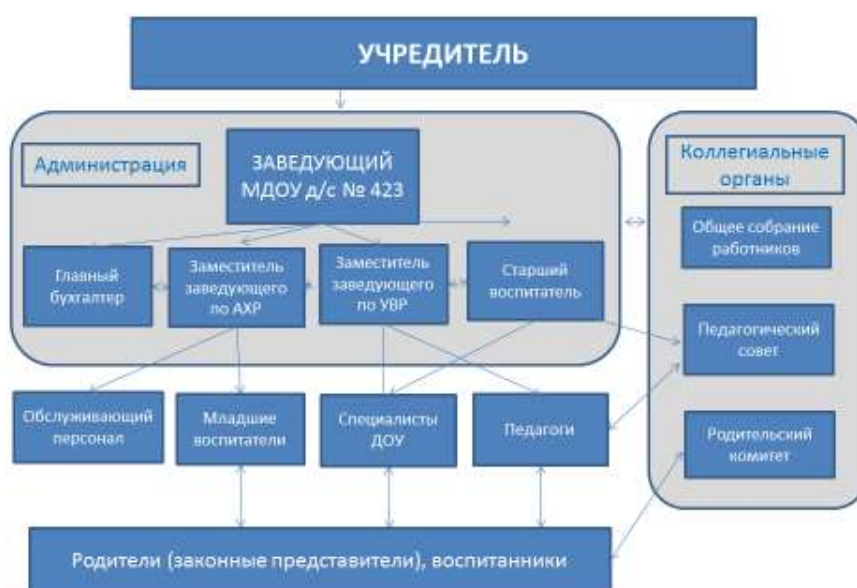 УЧРЕДИТЕЛЬ
Администрация
ЗАВЕДУЮЩИЙ
МДОУ д/с № 423
Коллегиальные
органы
Общее собрание
работников
Главный
бухгалтер
Заместитель
заведующего
по АХР
Заместитель
заведующего
по УВР
Старший
воспитатель
Педагогический
совет
Обслуживающий
персонал
Младшие
воспитатели
Специалисты
ДОУ
Педагоги
Родительский
комитет
Родители (законные представители), воспитанники